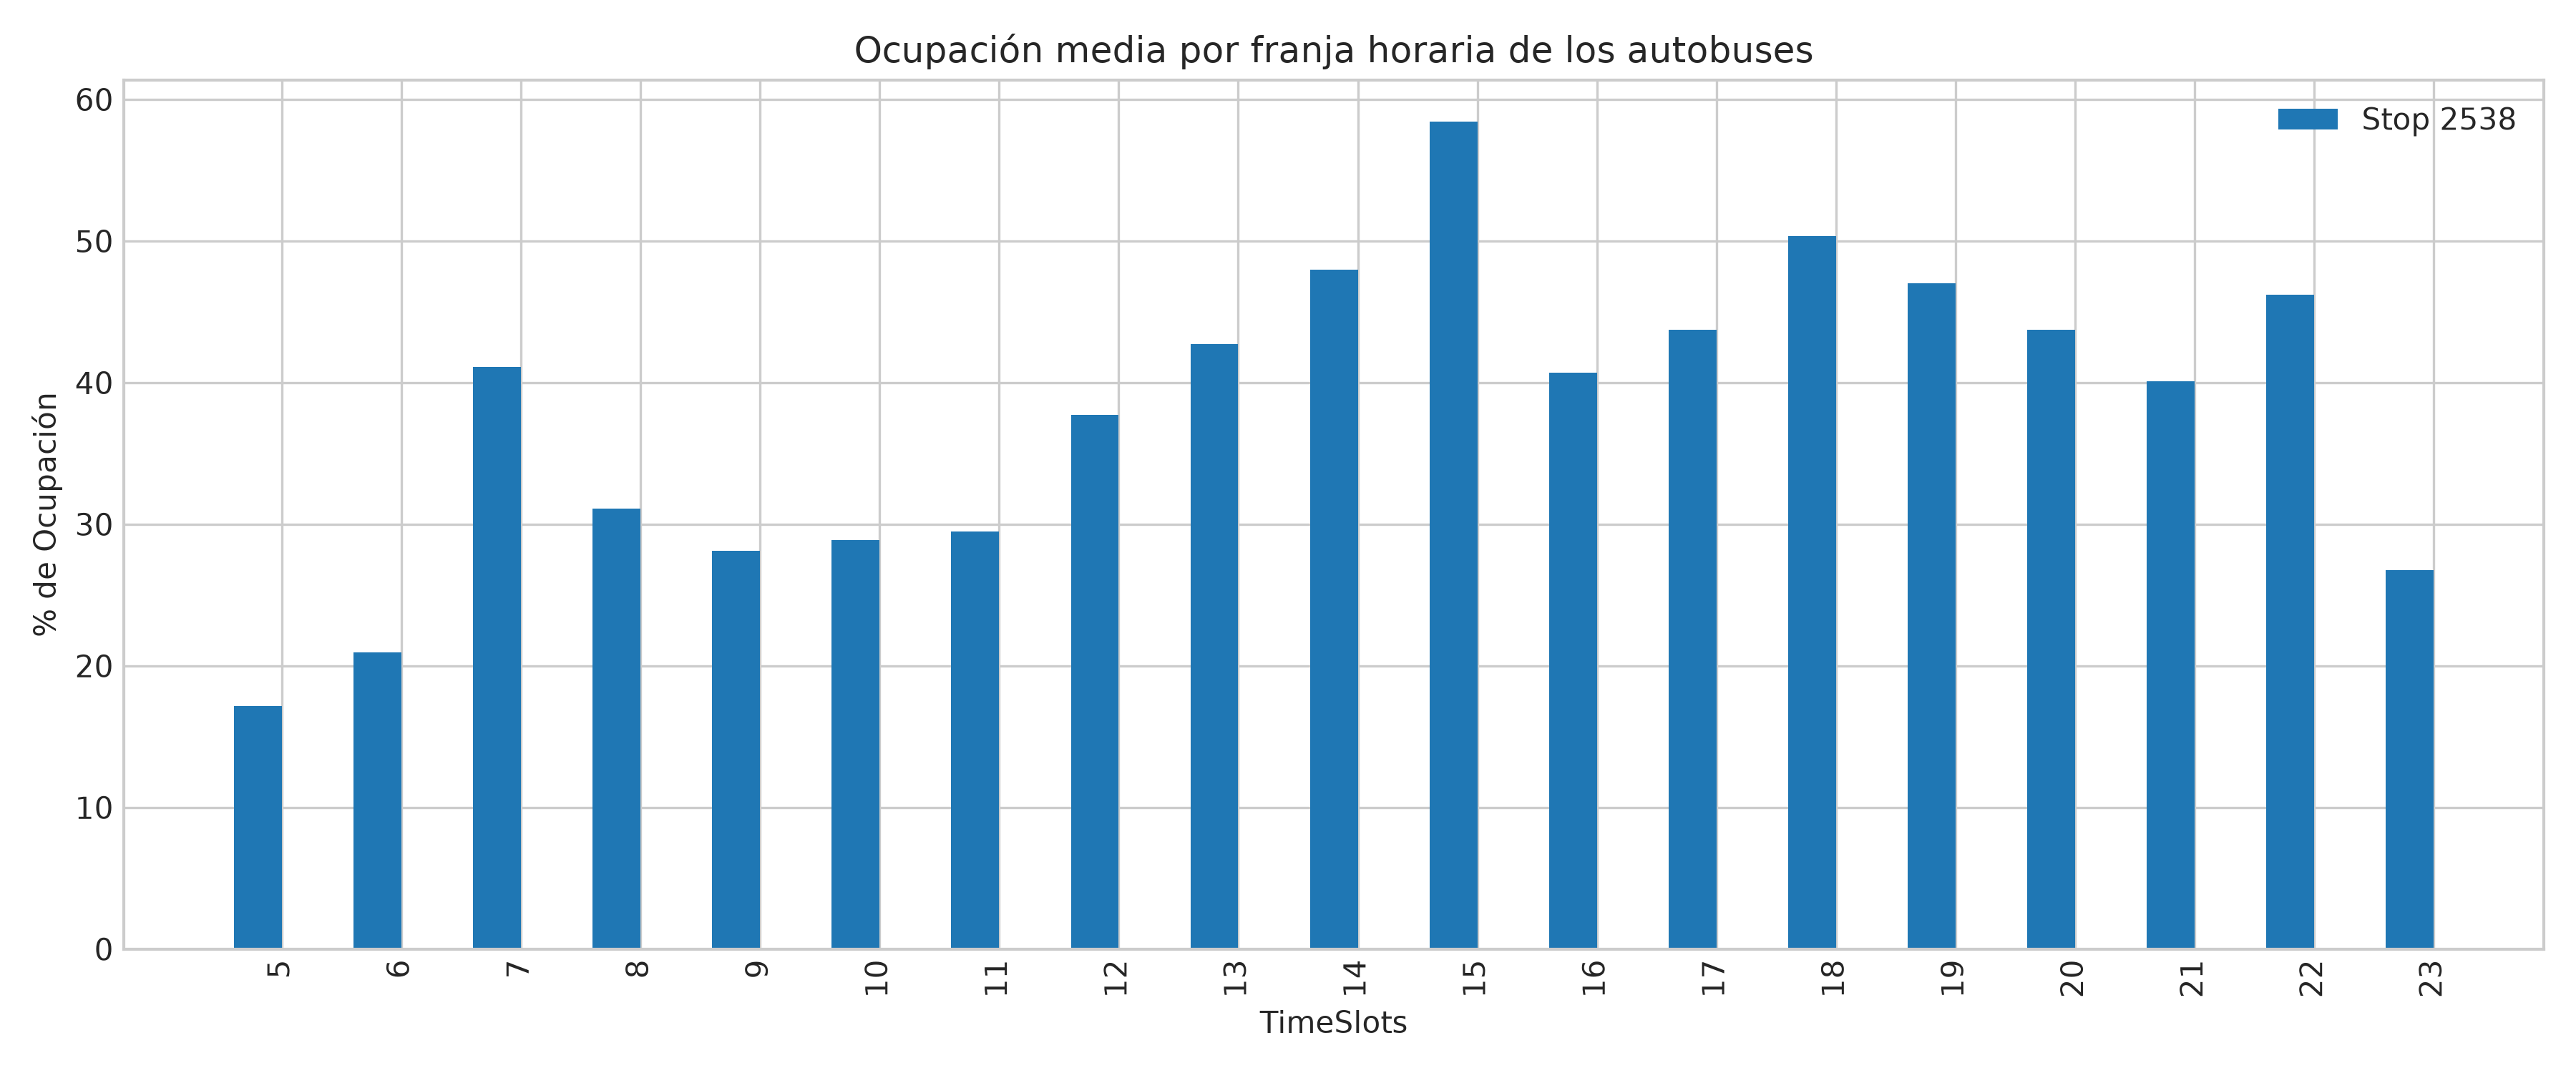 Ocupación media por franja horaria de los autobuses
60
50
40
30
20
10
0
% de Ocupación
Stop 2538
5 6 7 8 9 10 11 12 13 14 15 16 17 18 19 20 21 22 23
TimeSlots